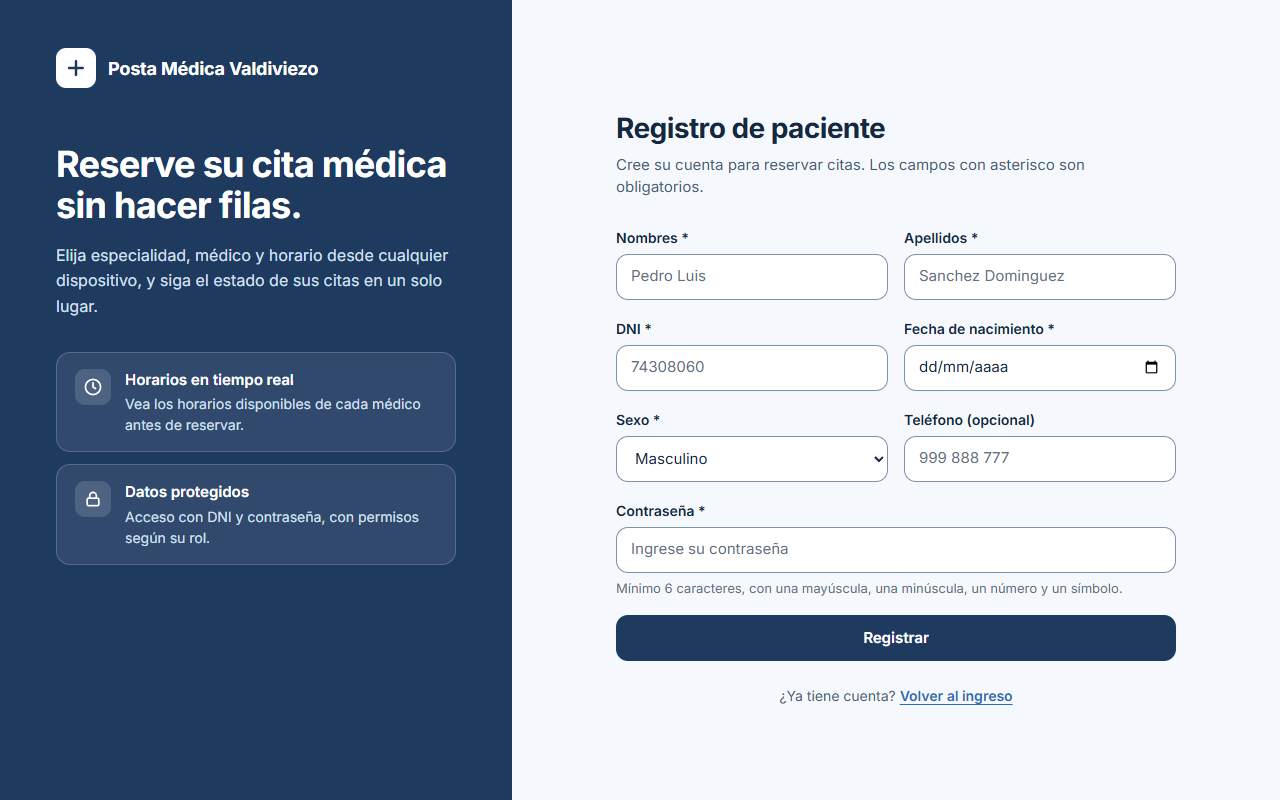 Posta Médica Valdiviezo
Reserve su cita médica
sin hacer filas.
Elija especialidad, médico y horario desde cualquier
dispositivo, y siga el estado de sus citas en un solo
lugar.
Horarios en tiempo real
Vea los horarios disponibles de cada médico
antes de reservar.
Datos protegidos
Acceso con DNI y contraseña, con permisos
según su rol.
Registro de paciente
Cree su cuenta para reservar citas. Los campos con asterisco son
obligatorios.
Nombres *
Apellidos *
Pedro Luis
Sanchez Dominguez
DNI *
Fecha de nacimiento *
74308060
dd/mm/aaaa
Sexo *
Teléfono (opcional)
Masculino
999 888 777
Contraseña *
Ingrese su contraseña
Mínimo 6 caracteres, con una mayúscula, una minúscula, un número y un símbolo.
Registrar
¿Ya tiene cuenta? Volver al ingreso